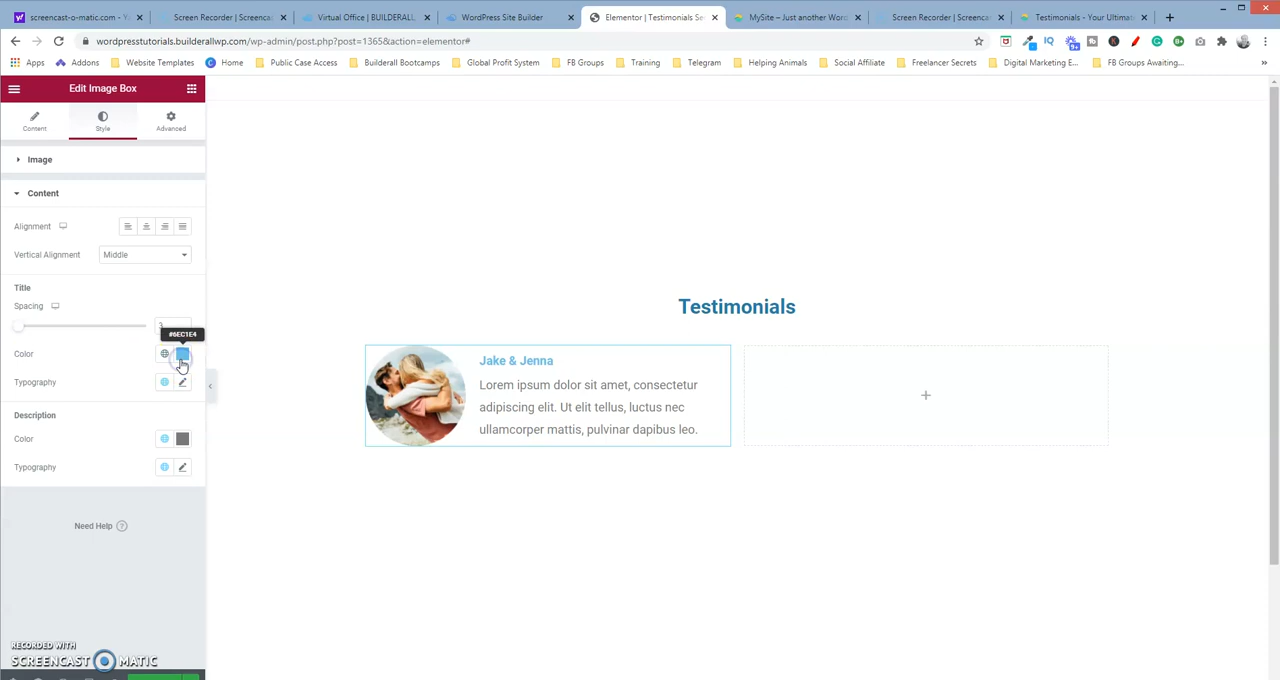 screencast-o-matic.com - Y
Screen Recorder | Screencas
Virtual Office | BUILDERALL
WordPress Site Builder
Elementor | Testimonials Se
MySite – Just another Wor
Screen Recorder | Screenca
Testimonials - Your Ultima
wordpresstutorials.builderallwp.com/wp-admin/post.php?post=1365&action=elementor#
Apps
Addons
Website Templates
Home
Public Case Access
Builderall Bootcamps
Global Profit System
FB Groups
Training
Telegram
Helping Animals
Social Affiliate
Freelancer Secrets
Digital Marketing E...
FB Groups Awaiting...
Edit Image Box
Content
Style
Advanced
Image
Content
Alignment
Vertical Alignment
Middle
Title
Spacing
#6EC1E4
Color
Typography
Description
Color
Typography
Need Help ?
Testimonials
Jake & Jenna
Lorem ipsum dolor sit amet, consectetur
adipiscing elit. Ut elit tellus, luctus nec
ullamcorper mattis, pulvinar dapibus leo.
RECORDED WITH
SCREENCAST MATIC